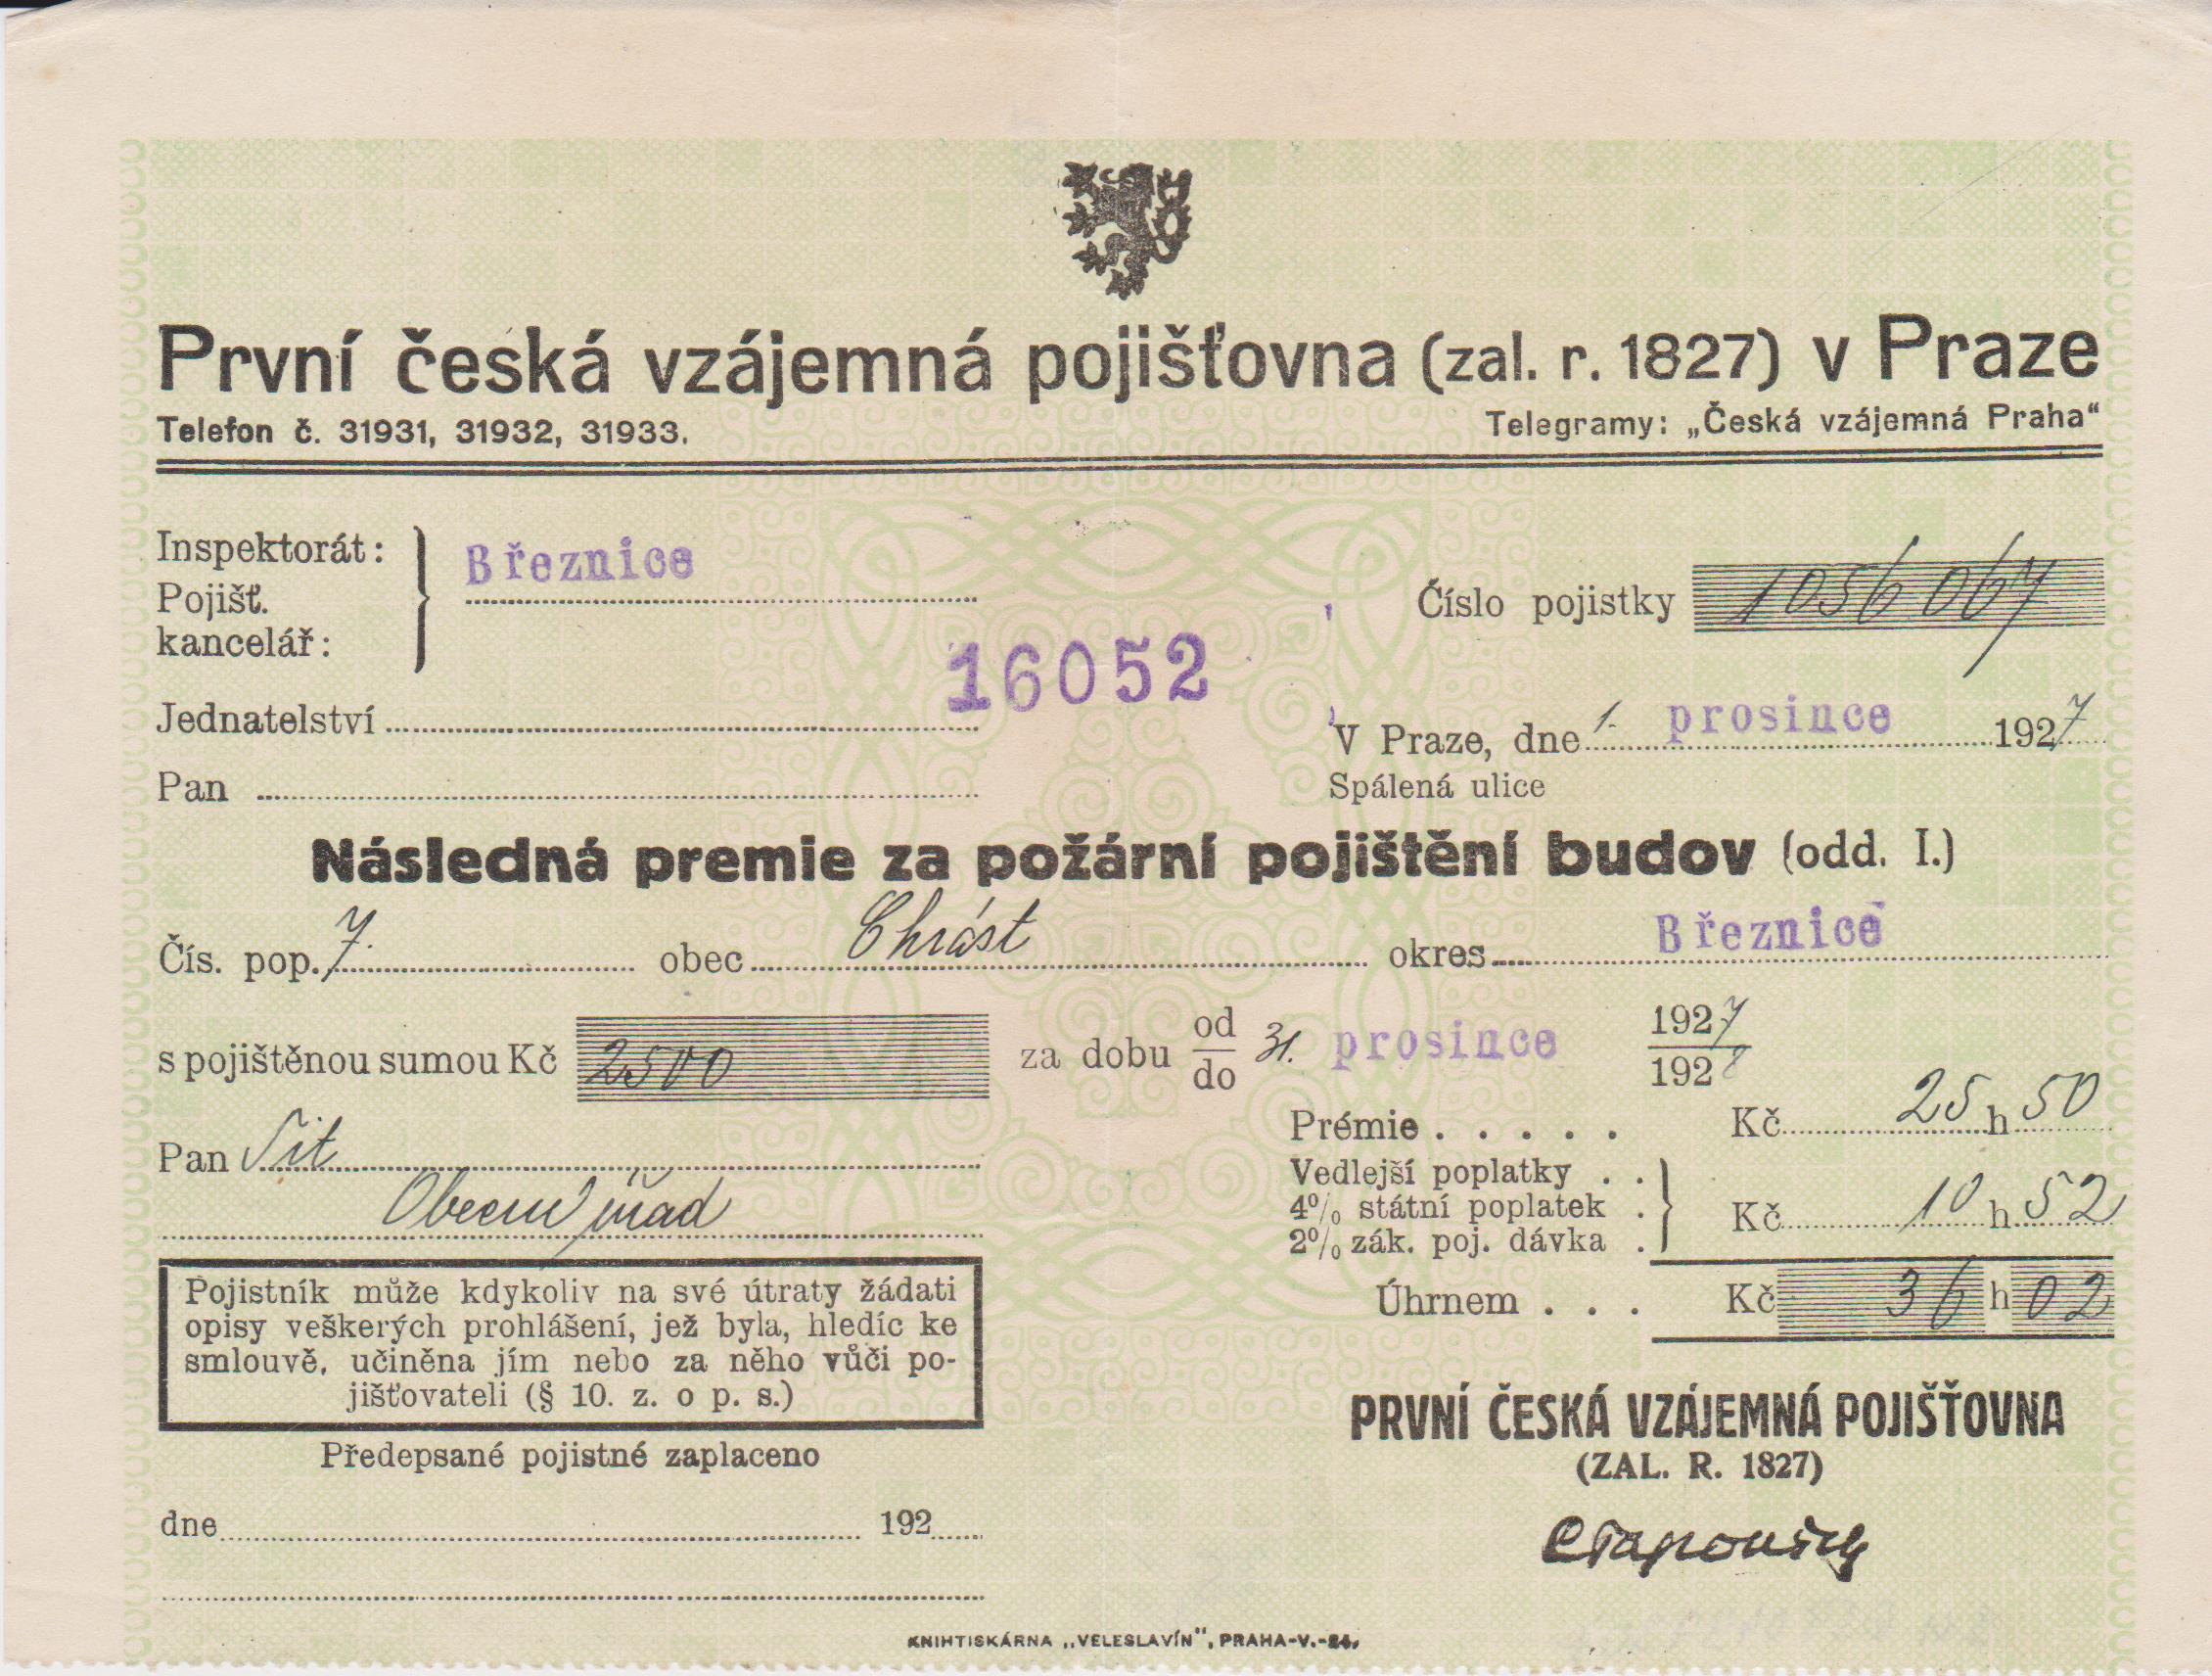 První česká vzájemná pojišťovna (zal. r. 1827) v Praze
Telefon č. 31931, 31932, 31933.
Telegramy: „Česká vzájemná Praha“
Inspektorát:
Pojišť.
kancelář:
Březnice
Číslo pojistky 1056067
16052
Jednatelství
V Praze, dne 1. prosince 1927
Spálená ulice
Pan
Následná premie za požární pojištění budov (odd. I.)
Čís. pop. 7. obec Chrást okres Březnice
s pojištěnou sumou Kč 2500 za dobu od/do 31. prosince 1927/1928
Prémie . . . . . Kč 25 h 50
Pan Vít
Obecní úřad
Vedlejší poplatky . .
4% státní poplatek .
2% zák. poj. dávka .
Kč 10 h 52
Úhrnem . . . Kč 36 h 02
Pojistník může kdykoliv na své útraty žádati
opisy veškerých prohlášení, jež byla, hledíc ke
smlouvě, učiněna jím nebo za něho vůči po-
jišťovateli (§ 10. z. o p. s.)
PRVNÍ ČESKÁ VZÁJEMNÁ POJIŠŤOVNA
(ZAL. R. 1827)
Předepsané pojistné zaplaceno
dne 192
KNIHTISKÁRNA „VELESLAVÍN“, PRAHA-V.-24.